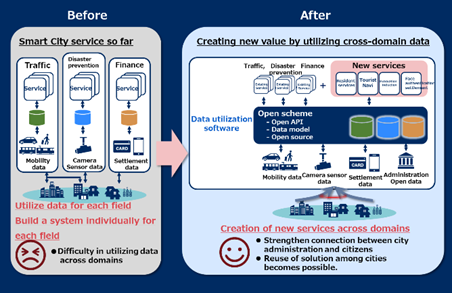 Before
After
Smart City service so far
Creating new value by utilizing cross-domain data
Traffic
Disaster
prevention
Finance
Service
Service
Service
Mobility
data
Camera
Sensor data
Settlement
data
Utilize data for each field
Build a system individually for
each field
Difficulty in utilizing data
across domains
Traffic,
Disaster
prevention
Finance
+
New services
Resident
services
Tourist
Navi
Data utilization
software
Open scheme
- Open API
- Data model
- Open source
Mobility data
Camera sensor
data
Settlement
data
Administration
Open data
Creation of new services across domains
Strengthen connection between city
administration and citizens
Reuse of solution among cities
becomes possible.